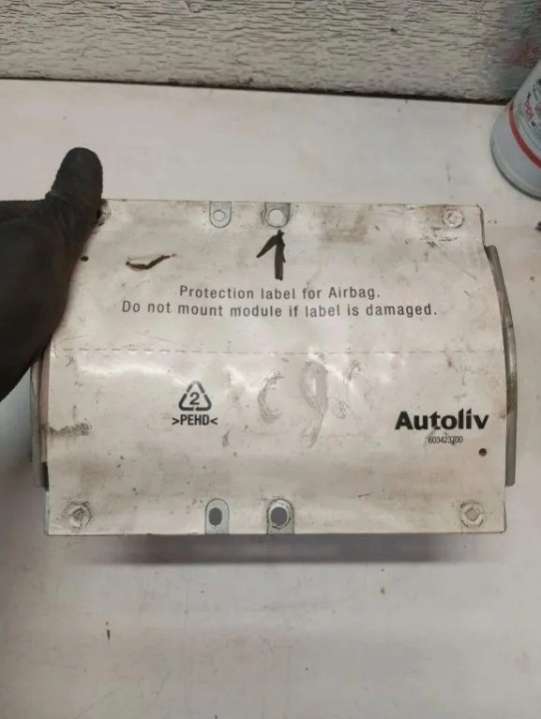 Protection label for Airbag.
Do not mount module if label is damaged.
2
>PEHD<
Autoliv